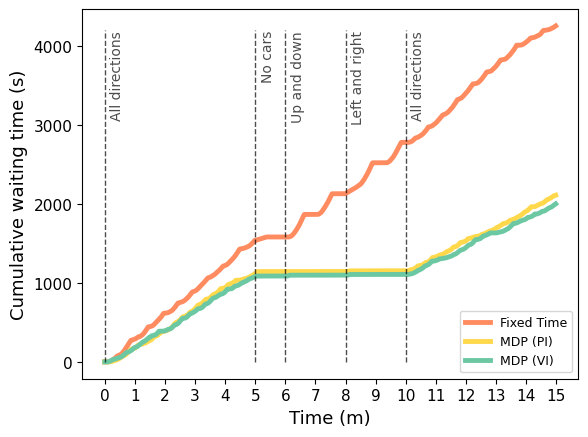 All directions
No cars
Up and down
Left and right
All directions
Cumulative waiting time (s)
4000
3000
2000
1000
0
Fixed Time
MDP (PI)
MDP (VI)
0 1 2 3 4 5 6 7 8 9 10 11 12 13 14 15
Time (m)